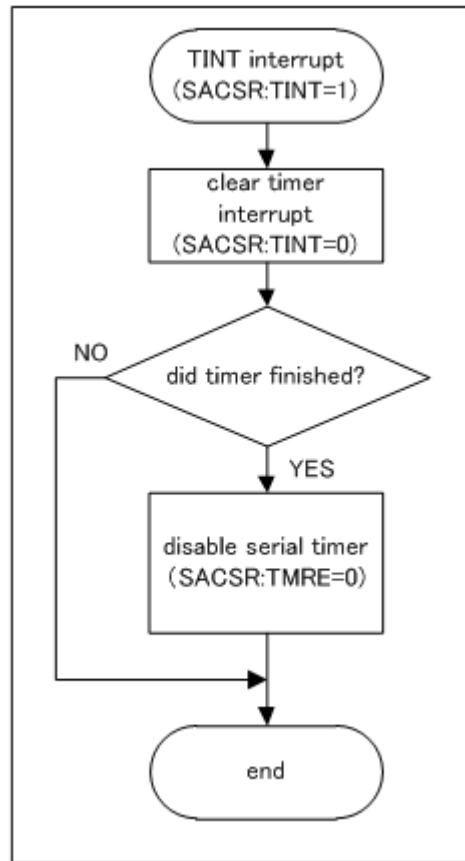 TINT interrupt
(SACSR:TINT=1)
clear timer
interrupt
(SACSR:TINT=0)
did timer finished?
NO
YES
disable serial timer
(SACSR:TMRE=0)
end